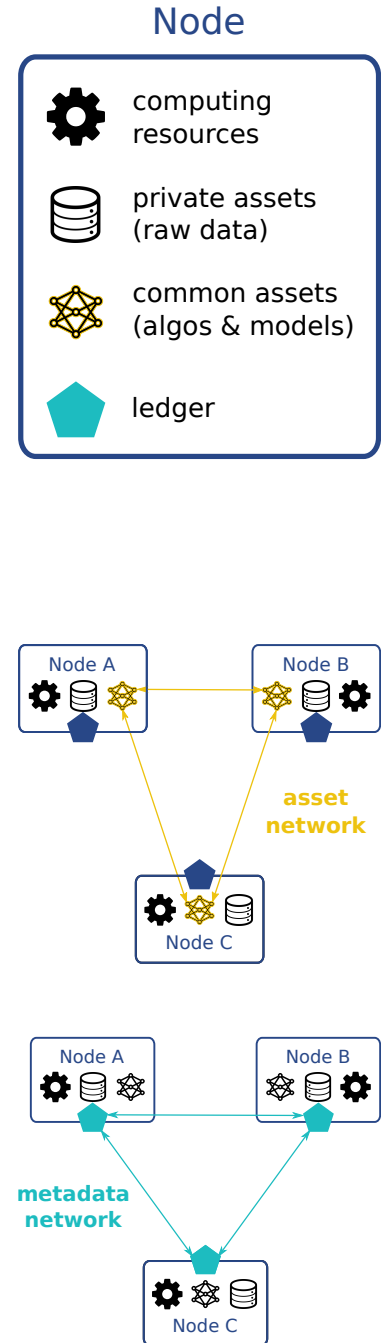 Node
computing
resources
private assets
(raw data)
common assets
(algos & models)
ledger
Node A
Node B
asset
network
Node C
Node A
Node B
metadata
network
Node C